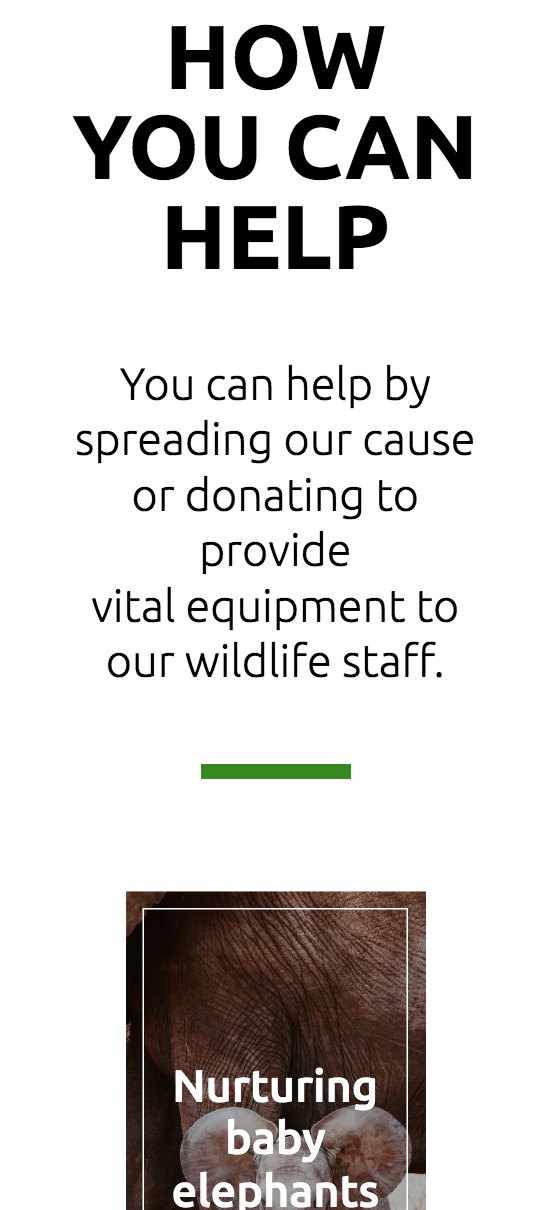 HOW
YOU CAN
HELP
You can help by
spreading our cause
or donating to
provide
vital equipment to
our wildlife staff.
Nurturing
baby
elephants